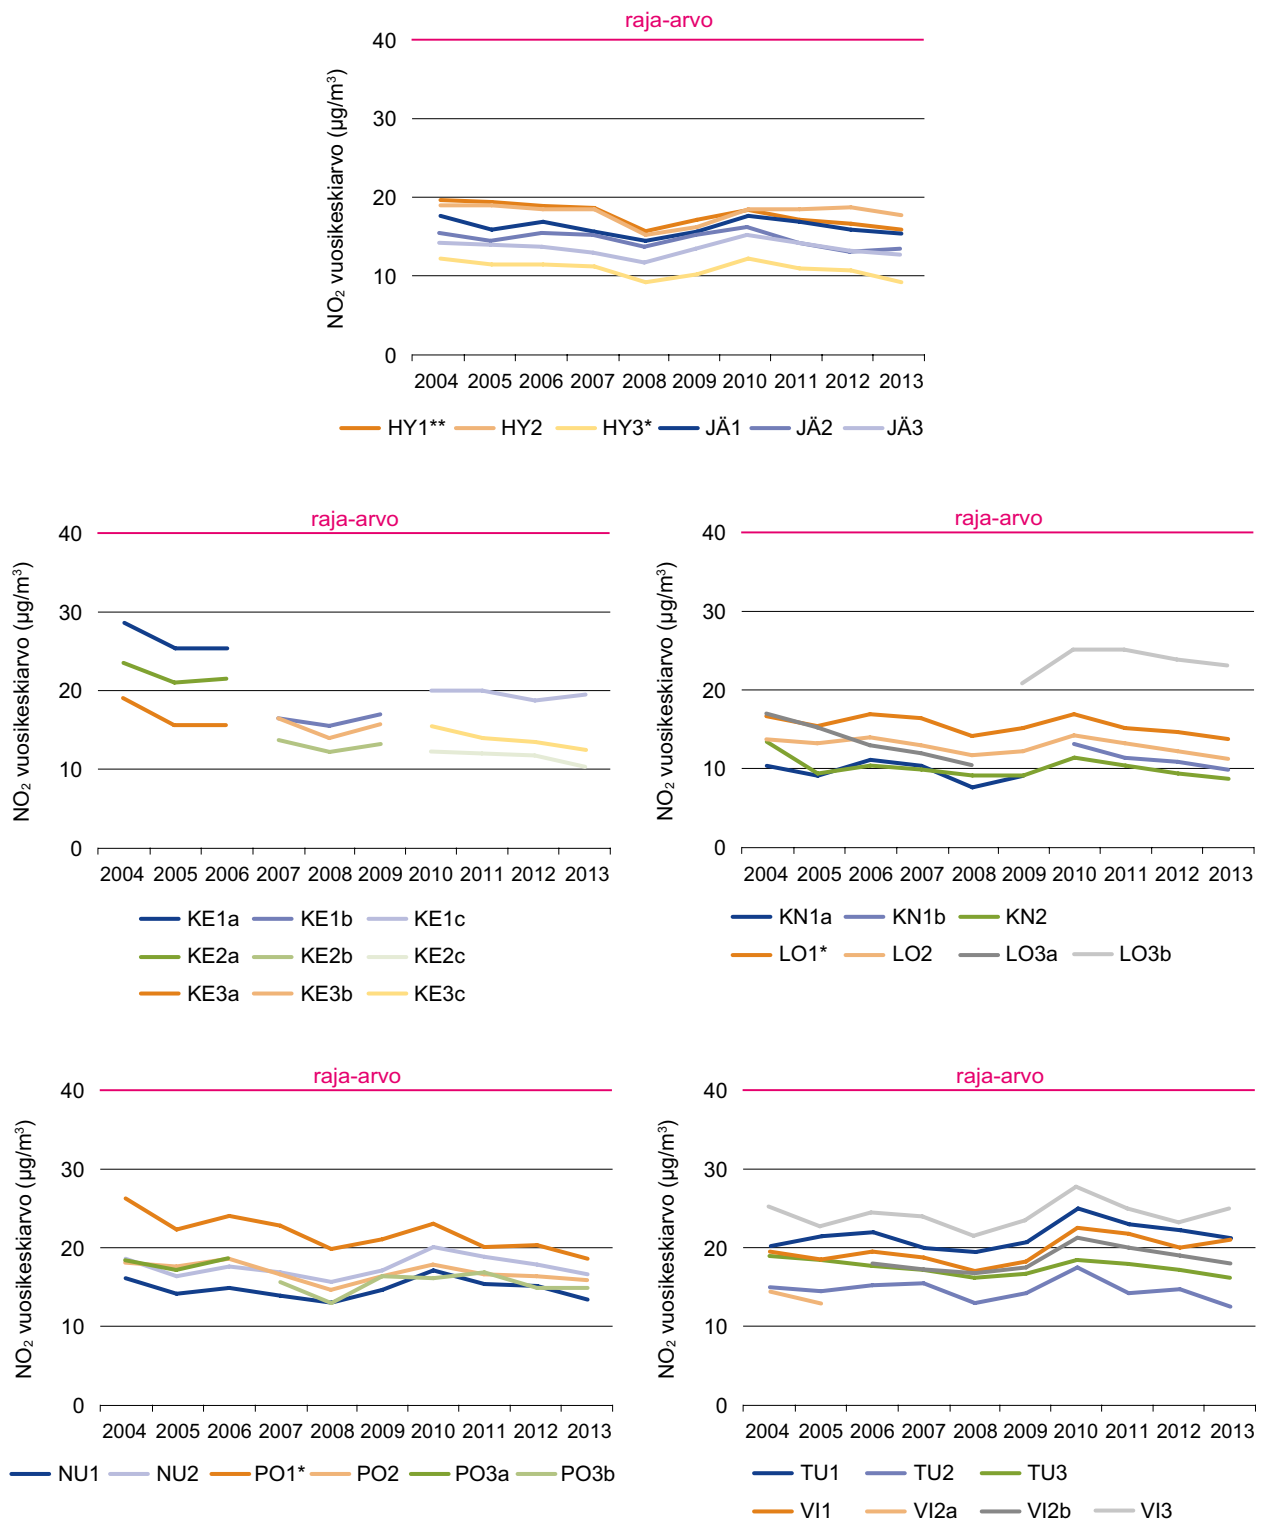 raja-arvo
40
30
20
10
0
NO₂ vuosikeskiarvo (µg/m³)
2004 2005 2006 2007 2008 2009 2010 2011 2012 2013
HY1** HY2 HY3* JÄ1 JÄ2 JÄ3
raja-arvo
40
30
20
10
0
NO₂ vuosikeskiarvo (µg/m³)
2004 2005 2006 2007 2008 2009 2010 2011 2012 2013
KE1a KE1b KE1c
KE2a KE2b KE2c
KE3a KE3b KE3c
raja-arvo
40
30
20
10
0
NO₂ vuosikeskiarvo (µg/m³)
2004 2005 2006 2007 2008 2009 2010 2011 2012 2013
KN1a KN1b KN2
LO1* LO2 LO3a LO3b
raja-arvo
40
30
20
10
0
NO₂ vuosikeskiarvo (µg/m³)
2004 2005 2006 2007 2008 2009 2010 2011 2012 2013
NU1 NU2 PO1* PO2 PO3a PO3b
raja-arvo
40
30
20
10
0
NO₂ vuosikeskiarvo (µg/m³)
2004 2005 2006 2007 2008 2009 2010 2011 2012 2013
TU1 TU2 TU3
VI1 VI2a VI2b VI3